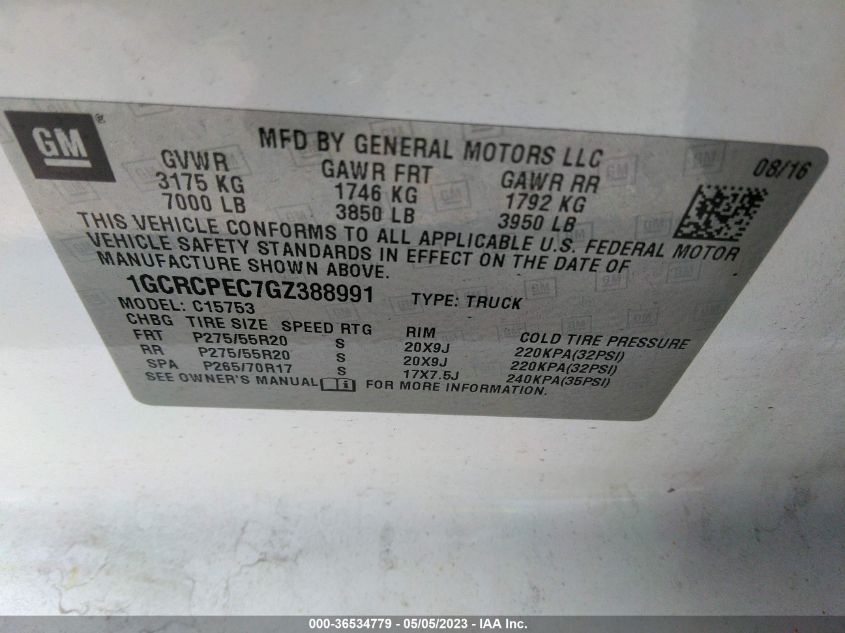 GM®
MFD BY GENERAL MOTORS LLC
08/16
GVWR GAWR FRT GAWR RR
3175 KG 1746 KG 1792 KG
7000 LB 3850 LB 3950 LB
THIS VEHICLE CONFORMS TO ALL APPLICABLE U.S. FEDERAL MOTOR
VEHICLE SAFETY STANDARDS IN EFFECT ON THE DATE OF
MANUFACTURE SHOWN ABOVE.
1GCRCPEC7GZ388991 TYPE: TRUCK
MODEL: C15753
CHBG TIRE SIZE SPEED RTG RIM COLD TIRE PRESSURE
FRT P275/55R20 S 20X9J 220KPA(32PSI)
RR P275/55R20 S 20X9J 220KPA(32PSI)
SPA P265/70R17 S 17X7.5J 240KPA(35PSI)
SEE OWNER'S MANUAL FOR MORE INFORMATION.
000-36534779 — 05/05/2023 — IAA Inc.